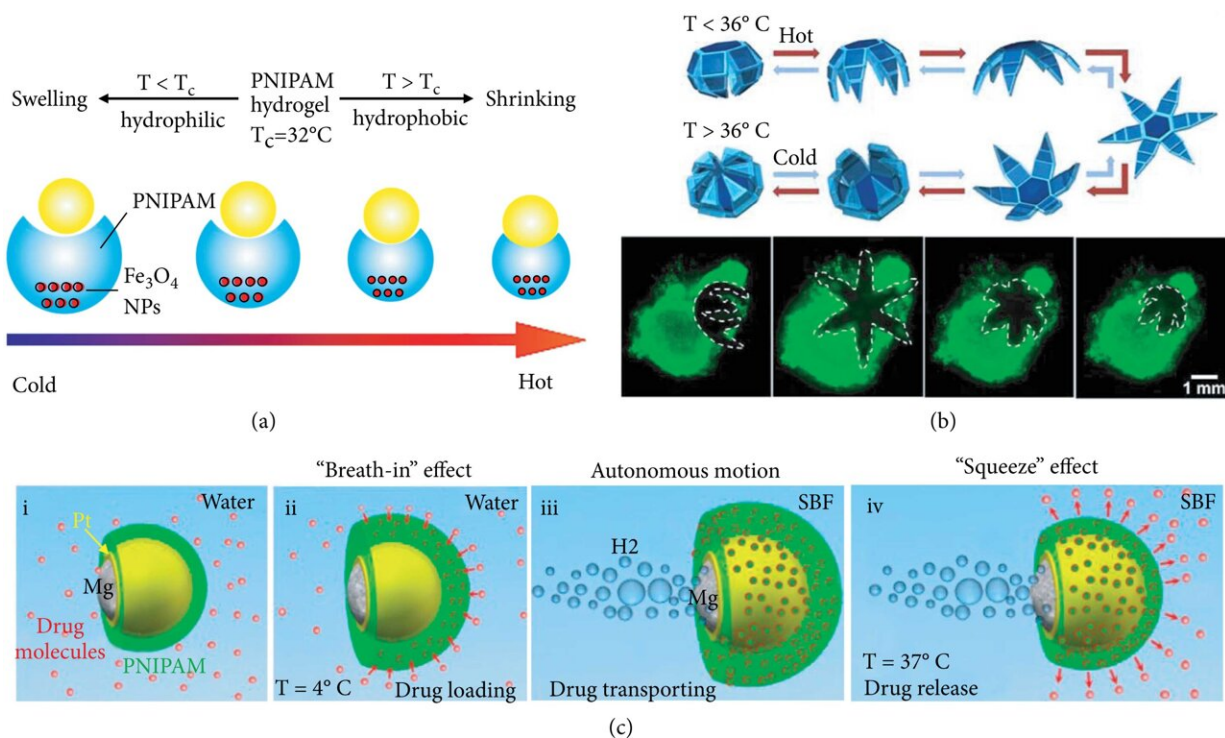 Swelling
T < Tc
hydrophilic
PNIPAM
hydrogel
Tc=32°C
T > Tc
hydrophobic
Shrinking
PNIPAM
Fe3O4
NPs
Cold
Hot
(a)
T < 36° C
Hot
T > 36° C
Cold
1 mm
(b)
i
Water
Pt
Mg
Drug
molecules
PNIPAM
“Breath-in” effect
ii
Water
T = 4° C
Drug loading
Autonomous motion
iii
SBF
H2
Mg
Drug transporting
“Squeeze” effect
iv
SBF
T = 37° C
Drug release
(c)